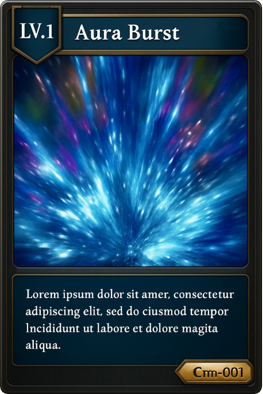 LV.1
Aura Burst
Lorem ipsum dolor sit amer, consectetur
adipiscing elit, sed do ciusmod tempor
Incididunt ut labore et dolore magita
aliqua.
Crm-001